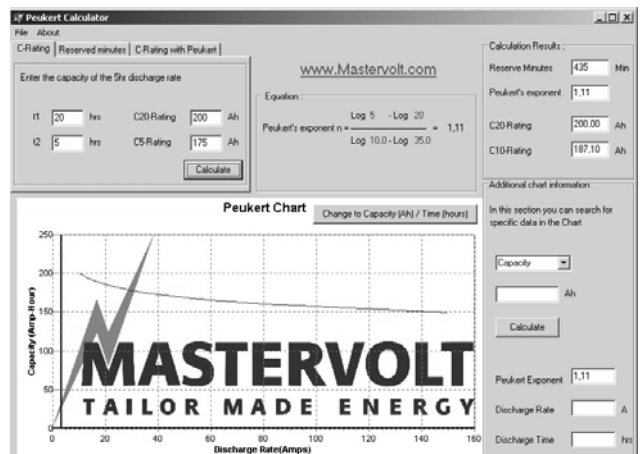 Peukert Calculator
File About
C-Rating Reserved minutes C-Rating with Peukert
Enter the capacity of the 5hr discharge rate
t1 20 hrs C20-Rating 200 Ah
t2 5 hrs C5-Rating 175 Ah
Calculate
www.Mastervolt.com
Equation :
Log 5 - Log 20
Peukert's exponent n = = 1,11
Log 10,0 - Log 35,0
Calculation Results :
Reserve Minutes 435 Min
Peukert's exponent 1,11
C20-Rating 200,00 Ah
C10-Rating 187,10 Ah
Additional chart information
In this section you can search for
specific data in the Chart
Capacity
Ah
Calculate
Peukert Exponent 1,11
Discharge Rate A
Discharge Time hrs
Peukert Chart
Change to Capacity (Ah) / Time (hours)
Capacity (Amp-Hour)
250
200
150
100
50
0
MASTERVOLT
TAILOR MADE ENERGY
20 40 60 80 100 120 140 160
Discharge Rate(Amps)